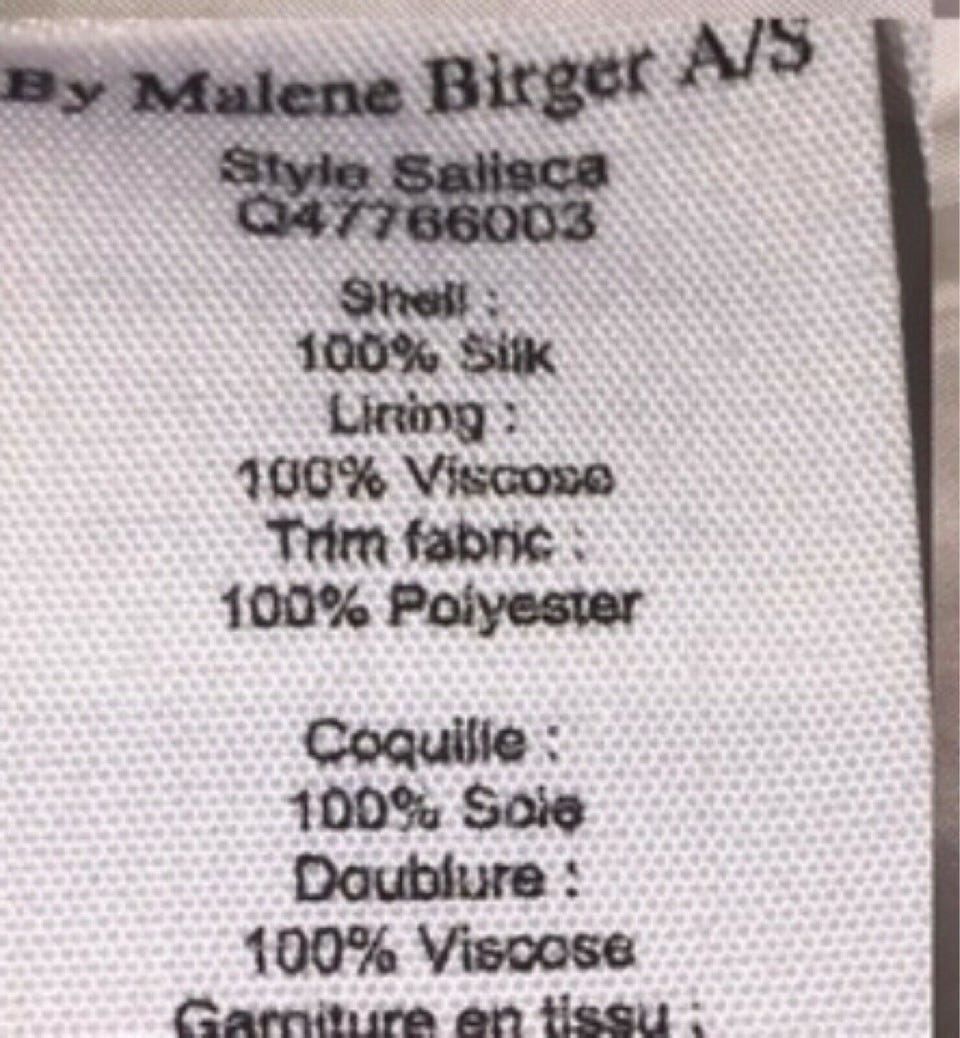 By Malene Birger A/S
Style Salisca
Q47766003
Shell :
100% Silk
Lining :
100% Viscose
Trim fabric :
100% Polyester
Coquille :
100% Soie
Doublure :
100% Viscose
Garniture en tissu :